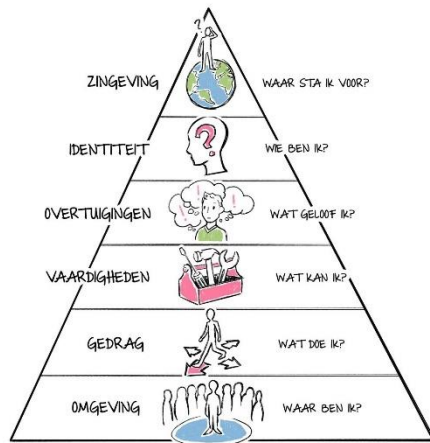 ?
ZINGEVING WAAR STA IK VOOR?
IDENTITEIT WIE BEN IK?
?
OVERTUIGINGEN WAT GELOOF IK?
! ! !
VAARDIGHEDEN WAT KAN IK?
GEDRAG WAT DOE IK?
OMGEVING WAAR BEN IK?